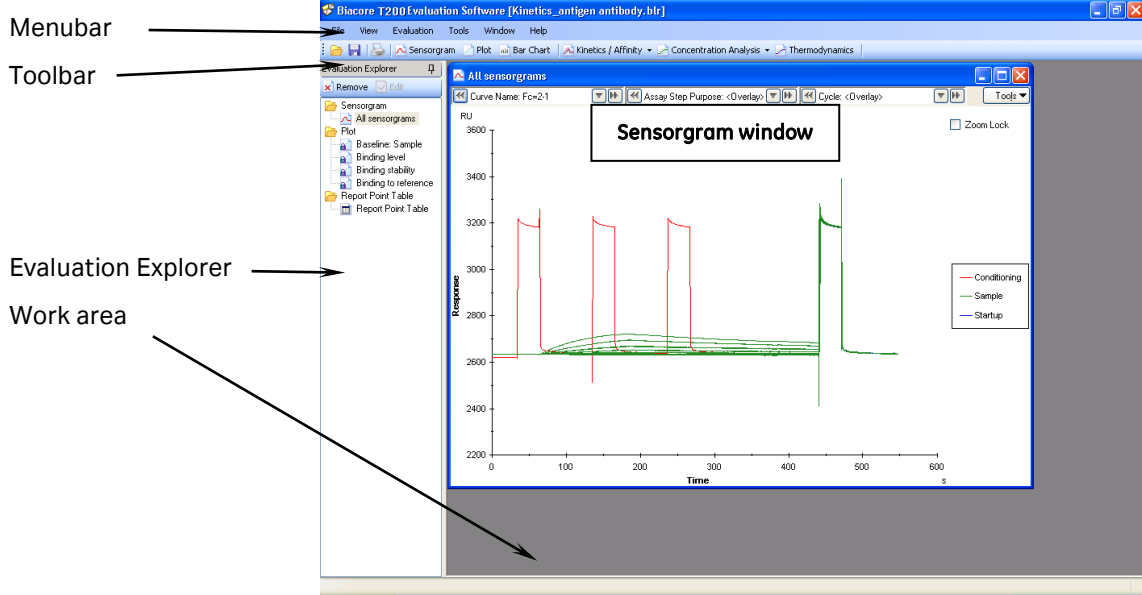 Biacore T200 Evaluation Software [Kinetics_antigen antibody.blr]
Menubar
File View Evaluation Tools Window Help
Sensorgram Plot Bar Chart Kinetics / Affinity Concentration Analysis Thermodynamics
Toolbar
Evaluation Explorer
Remove Edit
Sensorgram
All sensorgrams
Plot
Baseline: Sample
Binding level
Binding stability
Binding to reference
Report Point Table
Report Point Table
Evaluation Explorer
Work area
All sensorgrams
Curve Name: Fc=2-1 Assay Step Purpose: <Overlay> Cycle: <Overlay> Tools
Sensorgram window
Zoom Lock
RU
3600
3400
3200
3000
2800
2600
2400
2200
Response
0 100 200 300 400 500 600
Time s
Conditioning
Sample
Startup